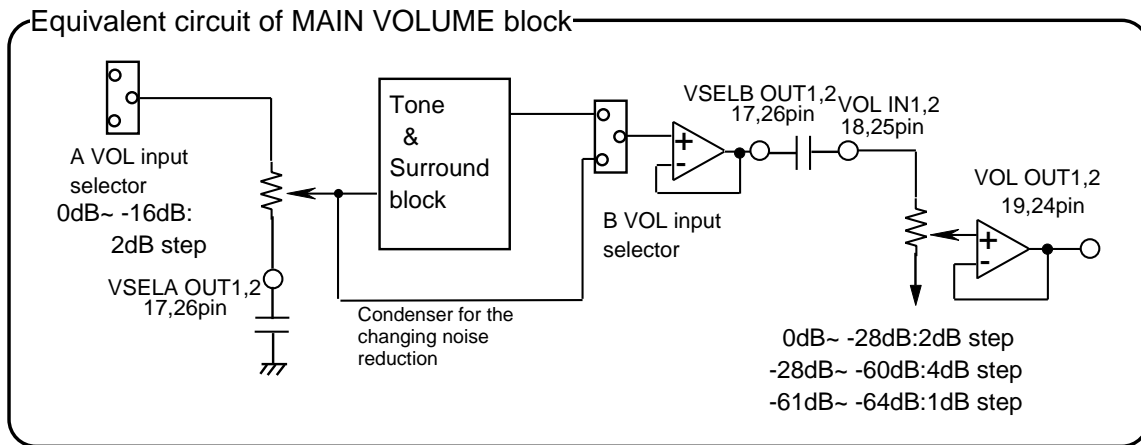 Equivalent circuit of MAIN VOLUME block
A VOL input
selector
0dB~ -16dB:
2dB step
VSELA OUT1,2
17,26pin
Tone
&
Surround
block
Condenser for the
changing noise
reduction
B VOL input
selector
+
-
VSELB OUT1,2
17,26pin
VOL IN1,2
18,25pin
VOL OUT1,2
19,24pin
+
-
0dB~ -28dB:2dB step
-28dB~ -60dB:4dB step
-61dB~ -64dB:1dB step